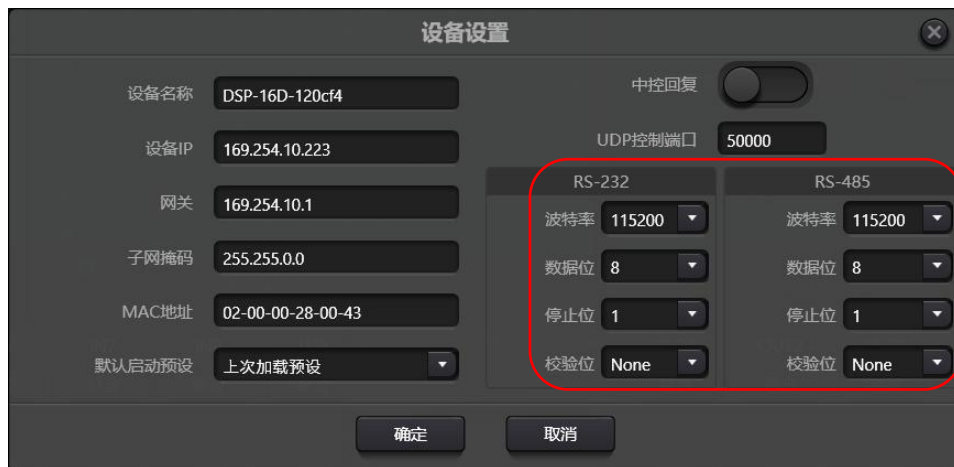 设备设置
设备名称 DSP-16D-120cf4
设备IP 169.254.10.223
网关 169.254.10.1
子网掩码 255.255.0.0
MAC地址 02-00-00-28-00-43
默认启动预设 上次加载预设
中控回复
UDP控制端口 50000
RS-232
波特率 115200
数据位 8
停止位 1
校验位 None
RS-485
波特率 115200
数据位 8
停止位 1
校验位 None
确定 取消